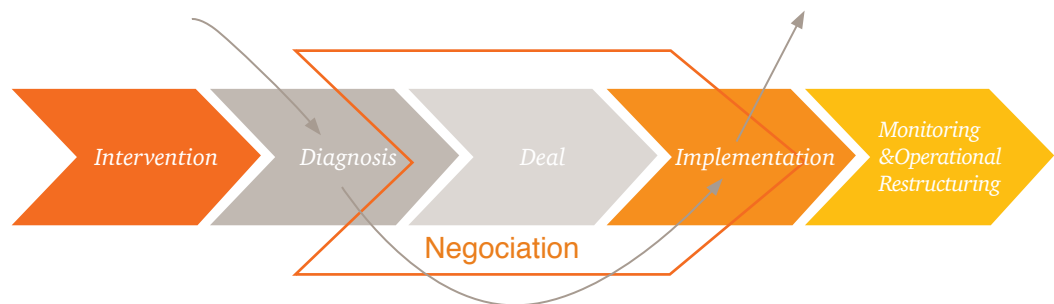 Intervention
Diagnosis
Deal
Implementation
Monitoring
&Operational
Restructuring
Negociation